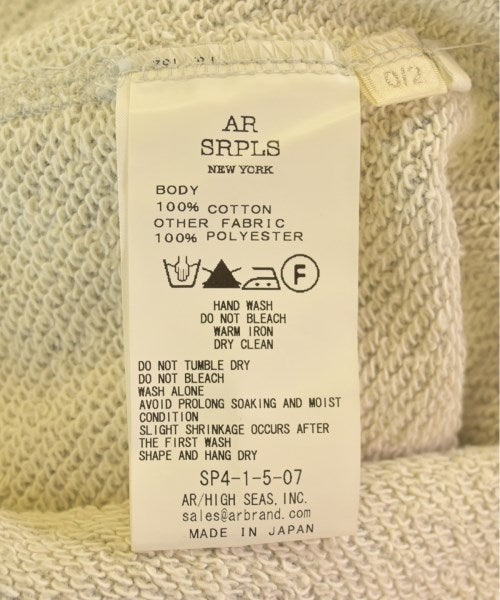 0/2
AR
SRPLS
NEW YORK
BODY
100% COTTON
OTHER FABRIC
100% POLYESTER
F
HAND WASH
DO NOT BLEACH
WARM IRON
DRY CLEAN
DO NOT TUMBLE DRY
DO NOT BLEACH
WASH ALONE
AVOID PROLONG SOAKING AND MOIST
CONDITION
SLIGHT SHRINKAGE OCCURS AFTER
THE FIRST WASH
SHAPE AND HANG DRY
SP4-1-5-07
AR/HIGH SEAS, INC.
sales@arbrand.com
MADE IN JAPAN